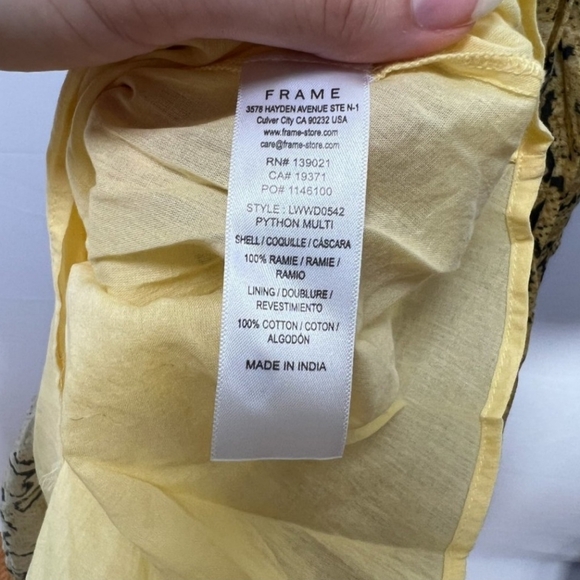 FRAME
3578 HAYDEN AVENUE STE N-1
Culver City CA 90232 USA
www.frame-store.com
care@frame-store.com
RN# 139021
CA# 19371
PO# 1146100
STYLE : LWWD0542
PYTHON MULTI
SHELL / COQUILLE / CÁSCARA
100% RAMIE / RAMIE /
RAMIO
LINING / DOUBLURE /
REVESTIMIENTO
100% COTTON / COTON /
ALGODÓN
MADE IN INDIA